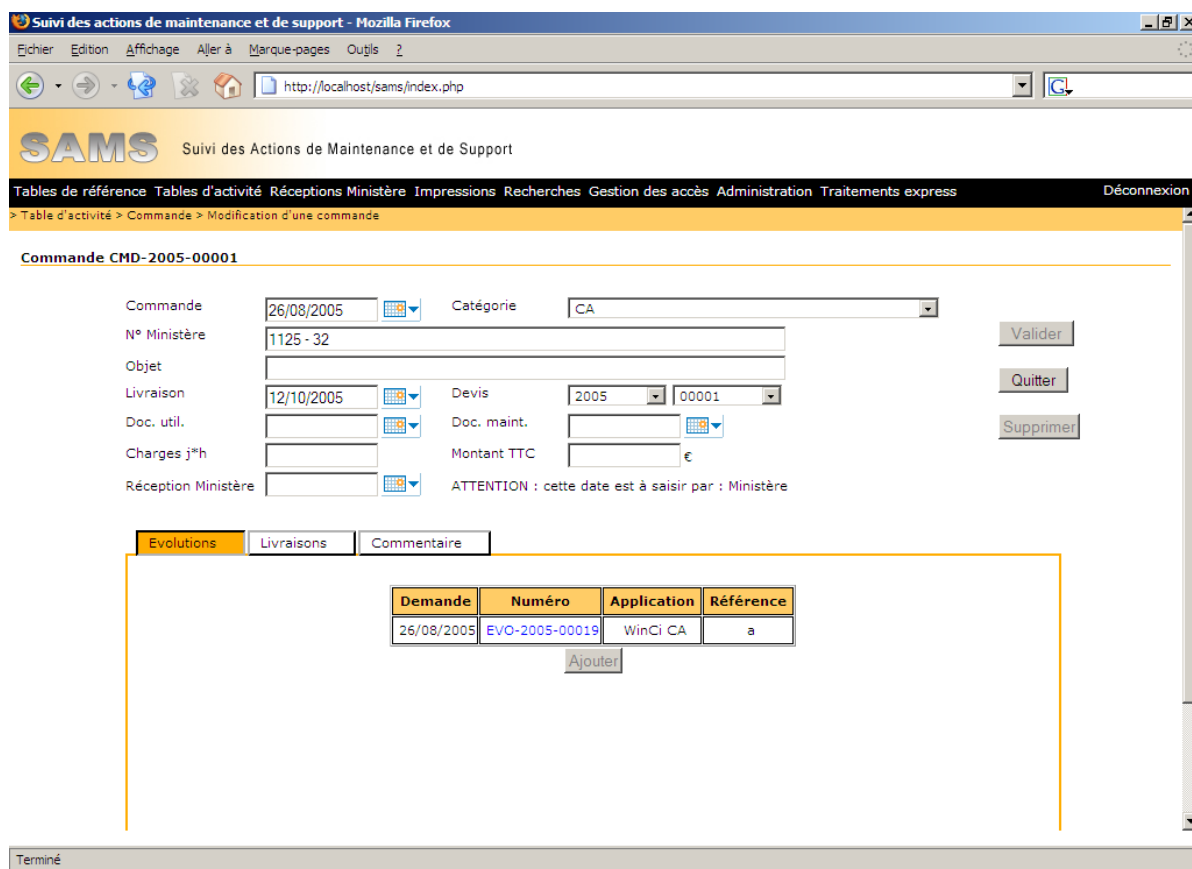 Suivi des actions de maintenance et de support - Mozilla Firefox
Fichier Edition Affichage Aller à Marque-pages Outils ?
http://localhost/sams/index.php G
SAMS Suivi des Actions de Maintenance et de Support
Tables de référence Tables d'activité Réceptions Ministère Impressions Recherches Gestion des accès Administration Traitements express Déconnexion
> Table d'activité > Commande > Modification d'une commande
Commande CMD-2005-00001
Commande 26/08/2005 Catégorie CA
N° Ministère 1125 - 32 Valider
Objet
Quitter
Livraison 12/10/2005 Devis 2005 00001
Doc. util. Doc. maint. Supprimer
Charges j*h Montant TTC €
Réception Ministère ATTENTION : cette date est à saisir par : Ministère
Evolutions Livraisons Commentaire
Demande Numéro Application Référence
26/08/2005 EVO-2005-00019 WinCi CA a
Ajouter
Terminé